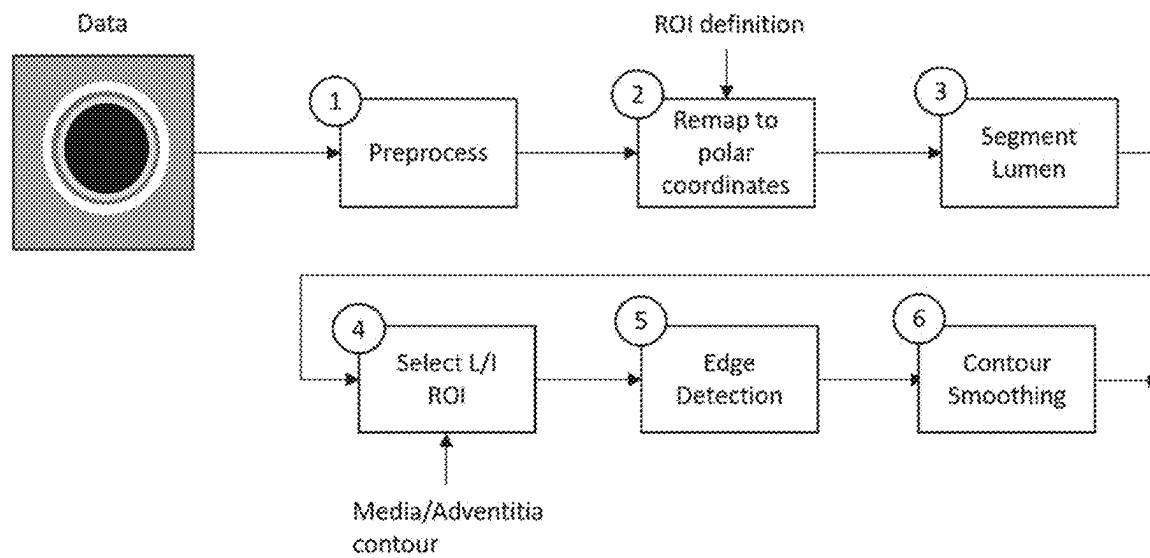 Data
ROI definition
1
Preprocess
2
Remap to
polar
coordinates
3
Segment
Lumen
4
Select L/I
ROI
5
Edge
Detection
6
Contour
Smoothing
Media/Adventitia
contour